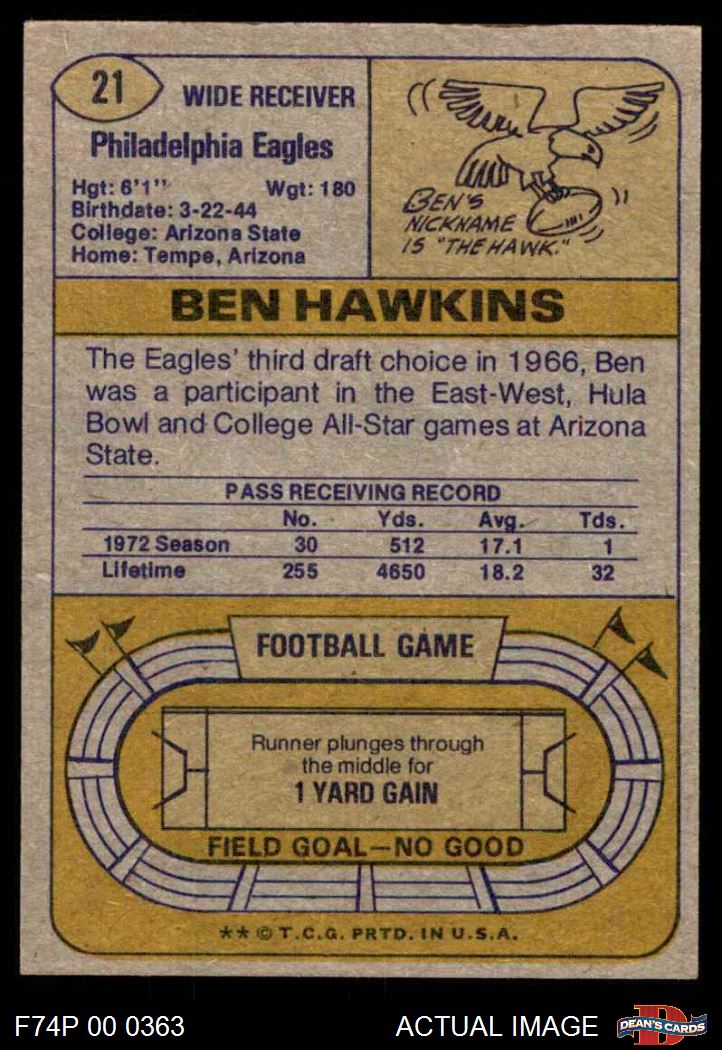 21
WIDE RECEIVER
Philadelphia Eagles
Hgt: 6'1" Wgt: 180
Birthdate: 3-22-44
College: Arizona State
Home: Tempe, Arizona
BEN'S
NICKNAME
IS "THE HAWK."
BEN HAWKINS
The Eagles' third draft choice in 1966, Ben
was a participant in the East-West, Hula
Bowl and College All-Star games at Arizona
State.
PASS RECEIVING RECORD
No. Yds. Avg. Tds.
1972 Season 30 512 17.1 1
Lifetime 255 4650 18.2 32
FOOTBALL GAME
Runner plunges through
the middle for
1 YARD GAIN
FIELD GOAL—NO GOOD
** © T.C.G. PRTD. IN U.S.A.
F74P 00 0363 ACTUAL IMAGE
D
DEAN'S CARDS